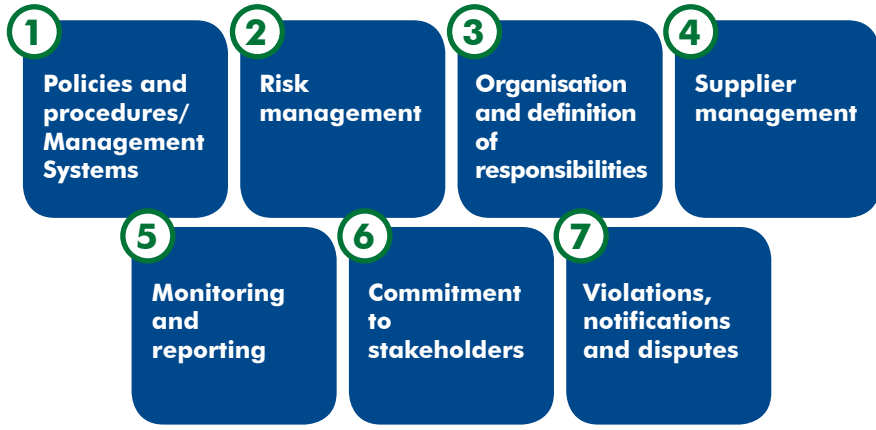 1
Policies and
procedures/
Management
Systems
2
Risk
management
3
Organisation
and definition
of
responsibilities
4
Supplier
management
5
Monitoring
and
reporting
6
Commitment
to
stakeholders
7
Violations,
notifications
and disputes